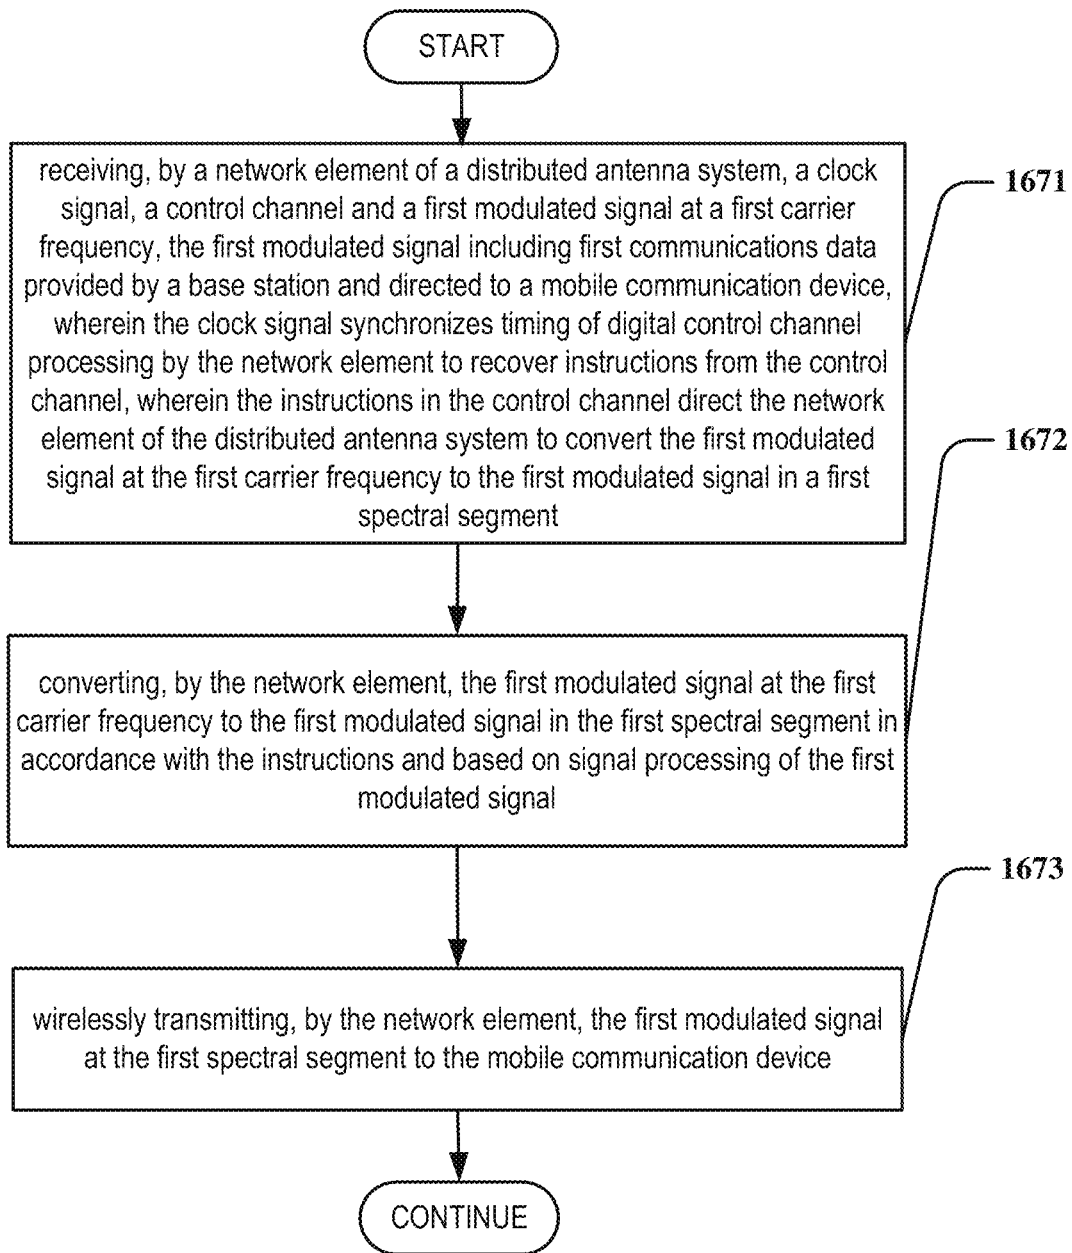 START
receiving, by a network element of a distributed antenna system, a clock
signal, a control channel and a first modulated signal at a first carrier
frequency, the first modulated signal including first communications data
provided by a base station and directed to a mobile communication device,
wherein the clock signal synchronizes timing of digital control channel
processing by the network element to recover instructions from the control
channel, wherein the instructions in the control channel direct the network
element of the distributed antenna system to convert the first modulated
signal at the first carrier frequency to the first modulated signal in a first
spectral segment
1671
converting, by the network element, the first modulated signal at the first
carrier frequency to the first modulated signal in the first spectral segment in
accordance with the instructions and based on signal processing of the first
modulated signal
1672
wirelessly transmitting, by the network element, the first modulated signal
at the first spectral segment to the mobile communication device
1673
CONTINUE